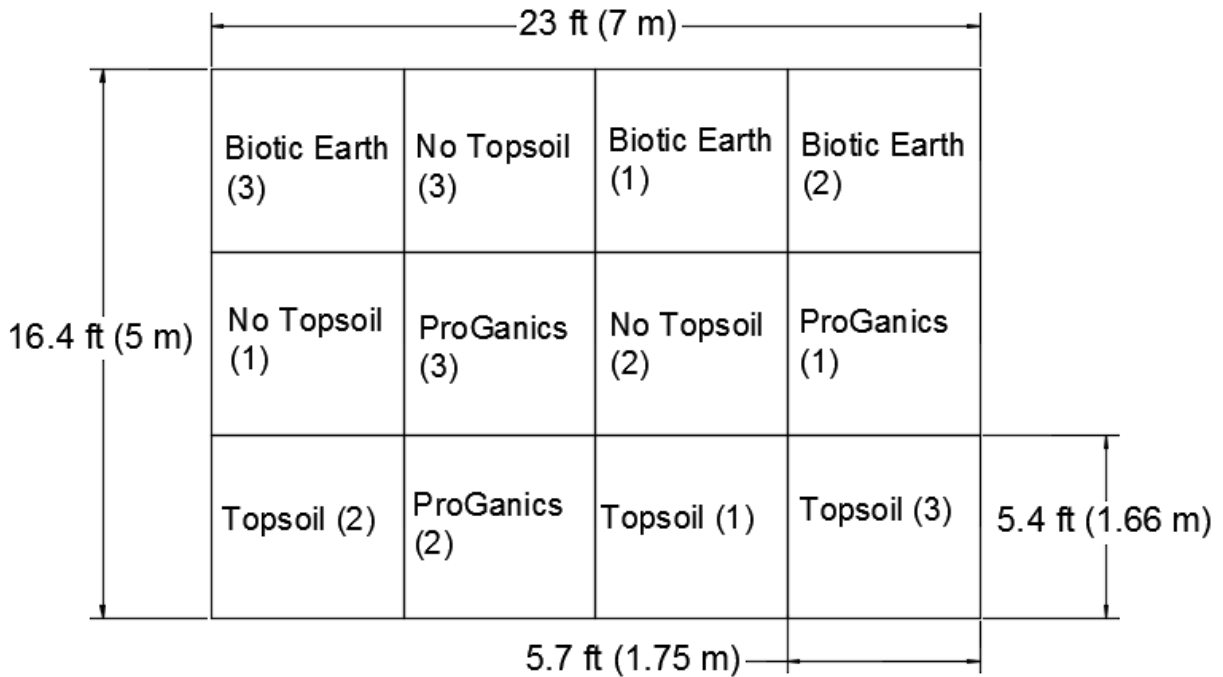 23 ft (7 m)
Biotic Earth
(3)
No Topsoil
(3)
Biotic Earth
(1)
Biotic Earth
(2)
16.4 ft (5 m)
No Topsoil
(1)
ProGanics
(3)
No Topsoil
(2)
ProGanics
(1)
Topsoil (2)
ProGanics
(2)
Topsoil (1)
Topsoil (3)
5.4 ft (1.66 m)
5.7 ft (1.75 m)